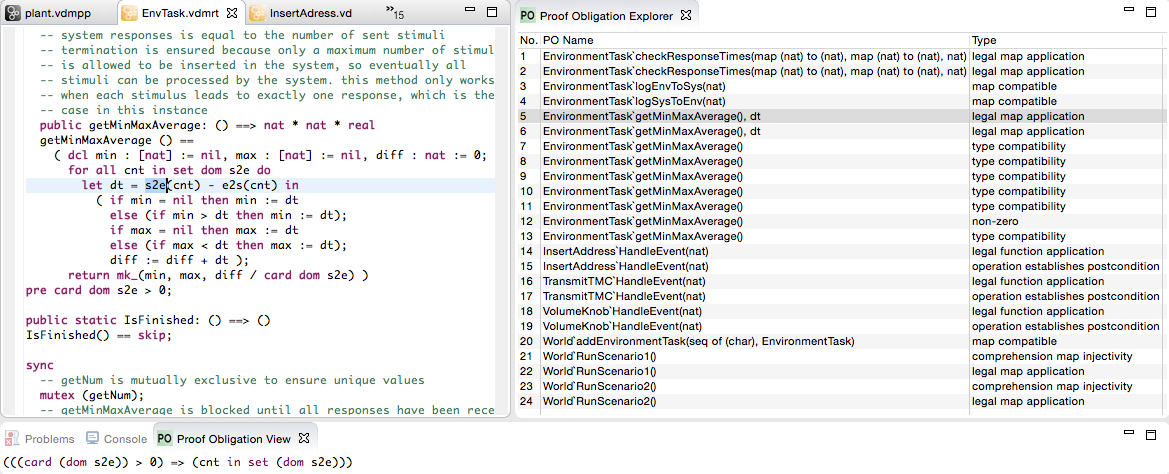 plant.vdmpp
EnvTask.vdmrt
InsertAdress.vd
»15
-- system responses is equal to the number of sent stimuli
-- termination is ensured because only a maximum number of stimul
-- is allowed to be inserted in the system, so eventually all
-- stimuli can be processed by the system. this method only works
-- when each stimulus leads to exactly one response, which is the
-- case in this instance
public getMinMaxAverage: () ==> nat * nat * real
getMinMaxAverage () ==
( dcl min : [nat] := nil, max : [nat] := nil, diff : nat := 0;
for all cnt in set dom s2e do
let dt = s2e(cnt) - e2s(cnt) in
( if min = nil then min := dt
else (if min > dt then min := dt);
if max = nil then max := dt
else (if max < dt then max := dt);
diff := diff + dt );
return mk_(min, max, diff / card dom s2e) )
pre card dom s2e > 0;
public static IsFinished: () ==> ()
IsFinished() == skip;
sync
-- getNum is mutually exclusive to ensure unique values
mutex (getNum);
-- getMinMaxAverage is blocked until all responses have been rece
PO Proof Obligation Explorer
No. PO Name Type
1 EnvironmentTask`checkResponseTimes(map (nat) to (nat), map (nat) to (nat), nat) legal map application
2 EnvironmentTask`checkResponseTimes(map (nat) to (nat), map (nat) to (nat), nat) legal map application
3 EnvironmentTask`logEnvToSys(nat) map compatible
4 EnvironmentTask`logSysToEnv(nat) map compatible
5 EnvironmentTask`getMinMaxAverage(), dt legal map application
6 EnvironmentTask`getMinMaxAverage(), dt legal map application
7 EnvironmentTask`getMinMaxAverage() type compatibility
8 EnvironmentTask`getMinMaxAverage() type compatibility
9 EnvironmentTask`getMinMaxAverage() type compatibility
10 EnvironmentTask`getMinMaxAverage() type compatibility
11 EnvironmentTask`getMinMaxAverage() type compatibility
12 EnvironmentTask`getMinMaxAverage() non-zero
13 EnvironmentTask`getMinMaxAverage() type compatibility
14 InsertAddress`HandleEvent(nat) legal function application
15 InsertAddress`HandleEvent(nat) operation establishes postcondition
16 TransmitTMC`HandleEvent(nat) legal function application
17 TransmitTMC`HandleEvent(nat) operation establishes postcondition
18 VolumeKnob`HandleEvent(nat) legal function application
19 VolumeKnob`HandleEvent(nat) operation establishes postcondition
20 World`addEnvironmentTask(seq of (char), EnvironmentTask) map compatible
21 World`RunScenario1() comprehension map injectivity
22 World`RunScenario1() legal map application
23 World`RunScenario2() comprehension map injectivity
24 World`RunScenario2() legal map application
Problems
Console
PO Proof Obligation View
(((card (dom s2e)) > 0) => (cnt in set (dom s2e)))